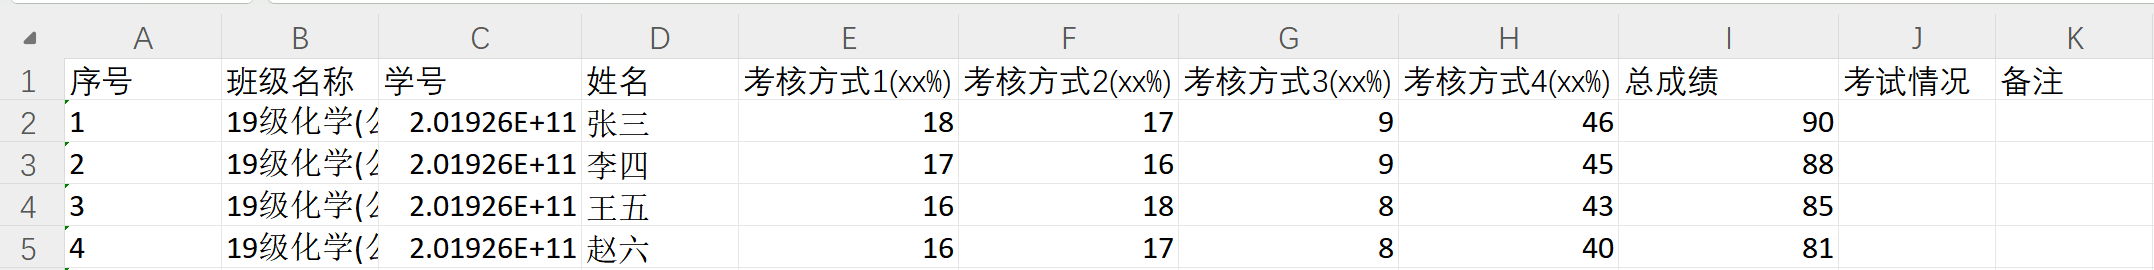 A B C D E F G H I J K
1 序号 班级名称 学号 姓名 考核方式1(xx%) 考核方式2(xx%) 考核方式3(xx%) 考核方式4(xx%) 总成绩 考试情况 备注
2 1 19级化学( 2.01926E+11 张三 18 17 9 46 90
3 2 19级化学( 2.01926E+11 李四 17 16 9 45 88
4 3 19级化学( 2.01926E+11 王五 16 18 8 43 85
5 4 19级化学( 2.01926E+11 赵六 16 17 8 40 81